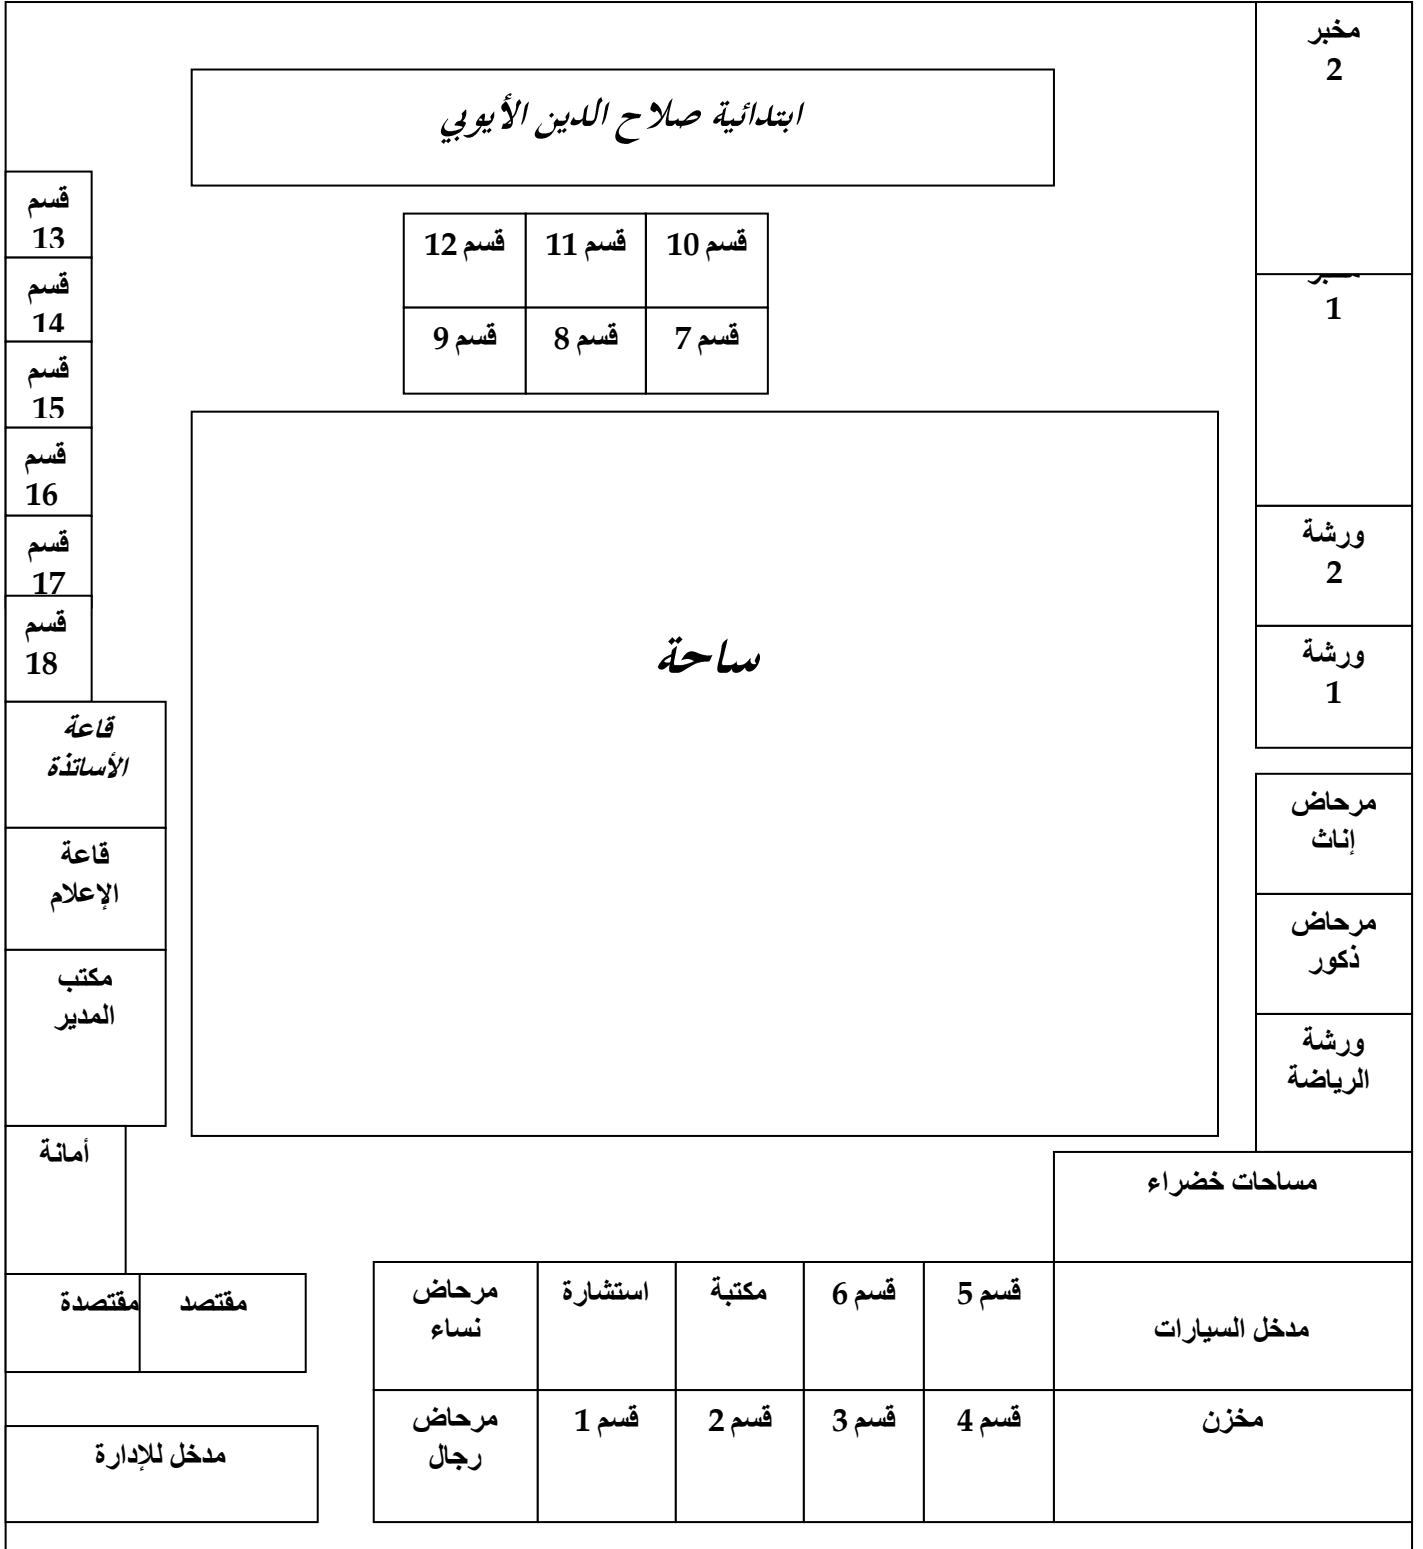 مخبر
2
ابتدائية صلاح الدين الأيوبي
قسم
13
قسم 10
قسم 11
قسم 12
قسم
14
مخبر
1
قسم 7
قسم 8
قسم 9
قسم
15
قسم
16
ورشة
2
قسم
17
قسم
18
ساحة
ورشة
1
قاعة
الأساتذة
مرحاض
إناث
قاعة
الإعلام
مرحاض
ذكور
مكتب
المدير
ورشة
الرياضة
أمانة
مساحات خضراء
مدخل السيارات
قسم 5
قسم 6
مكتبة
استشارة
مرحاض
نساء
مقتصد
مقتصدة
مخزن
قسم 4
قسم 3
قسم 2
قسم 1
مرحاض
رجال
مدخل للإدارة